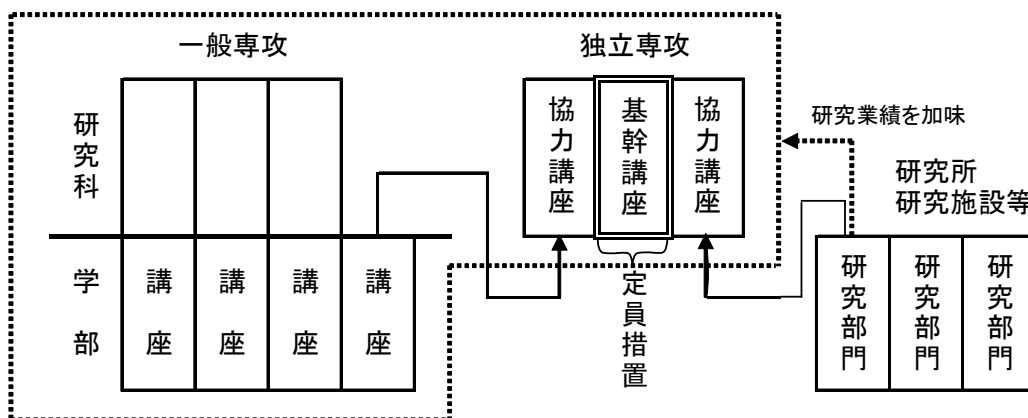 一般専攻
独立専攻
研究科
協力講座
基幹講座
協力講座
研究業績を加味
研究所
研究施設等
学部
講座
講座
講座
講座
定員措置
研究部門
研究部門
研究部門